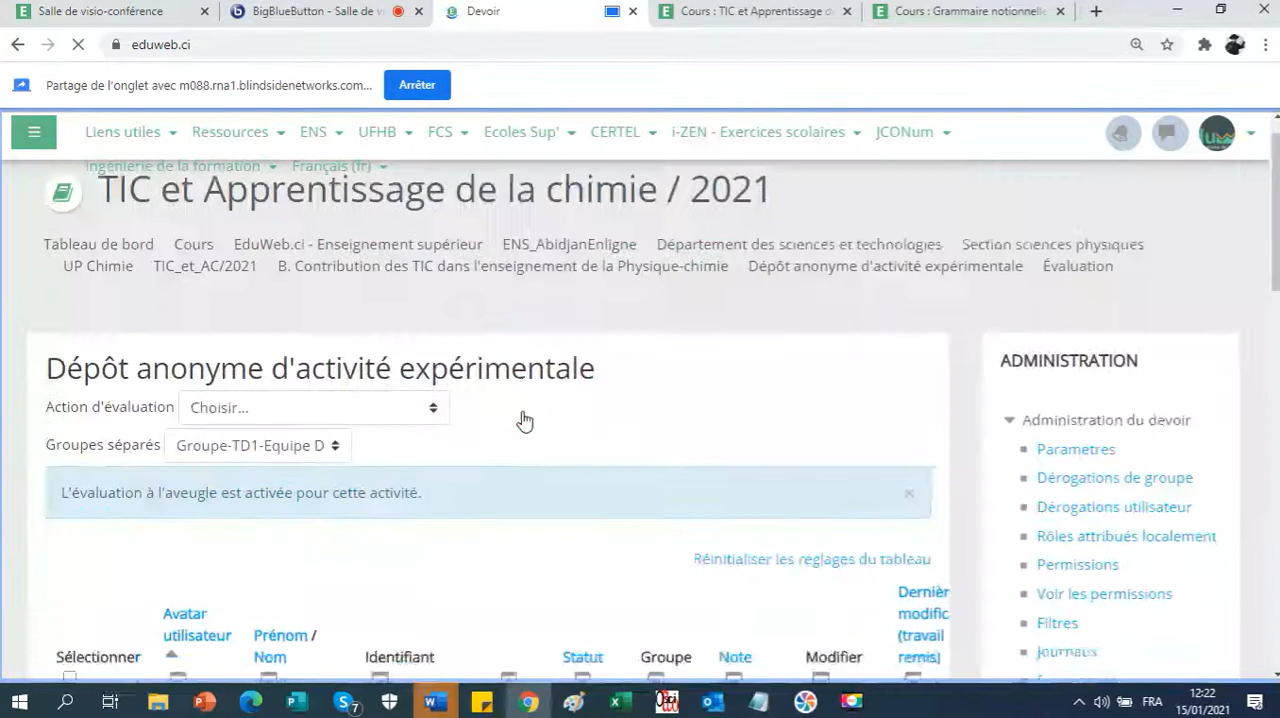 Salle de visio-conférence
BigBlueButton - Salle de v
Devoir
Cours : TIC et Apprentissage d
Cours : Grammaire notionnelle
eduweb.ci
Partage de l'onglet avec m088.rna1.blindsidenetworks.com...
Arrêter
Liens utiles
Ressources
ENS
UFHB
FCS
Ecoles Sup'
CERTEL
i-ZEN - Exercices scolaires
JCONum
Ingénierie de la formation
Français (fr)
TIC et Apprentissage de la chimie / 2021
Tableau de bord
Cours
EduWeb.ci - Enseignement supérieur
ENS_AbidjanEnligne
Département des sciences et technologies
Section sciences physiques
UP Chimie
TIC_et_AC/2021
B. Contribution des TIC dans l'enseignement de la Physique-chimie
Dépôt anonyme d'activité expérimentale
Évaluation
Dépôt anonyme d'activité expérimentale
Action d'évaluation
Choisir...
Groupes séparés
Groupe-TD1-Equipe D
L'évaluation à l'aveugle est activée pour cette activité.
×
Réinitialiser les réglages du tableau
Sélectionner
Avatar
utilisateur
Prénom /
Nom
Identifiant
Statut
Groupe
Note
Modifier
Dernièr
modific
(travail
remis)
ADMINISTRATION
Administration du devoir
Paramètres
Dérogations de groupe
Dérogations utilisateur
Rôles attribués localement
Permissions
Voir les permissions
Filtres
Journaux
7
FRA
12:22
15/01/2021